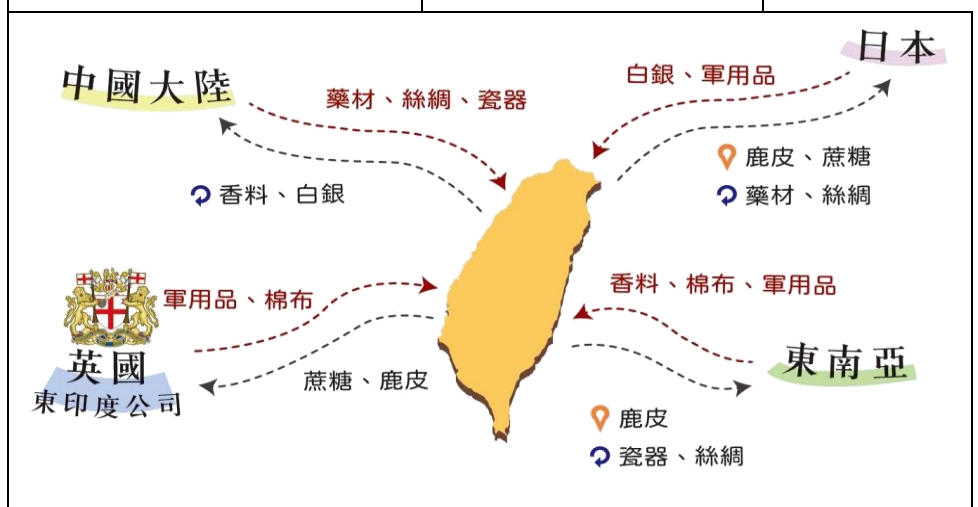 中國大陸
藥材、絲綢、瓷器
香料、白銀
日本
白銀、軍用品
鹿皮、蔗糖
藥材、絲綢
英國
東印度公司
軍用品、棉布
蔗糖、鹿皮
東南亞
香料、棉布、軍用品
鹿皮
瓷器、絲綢